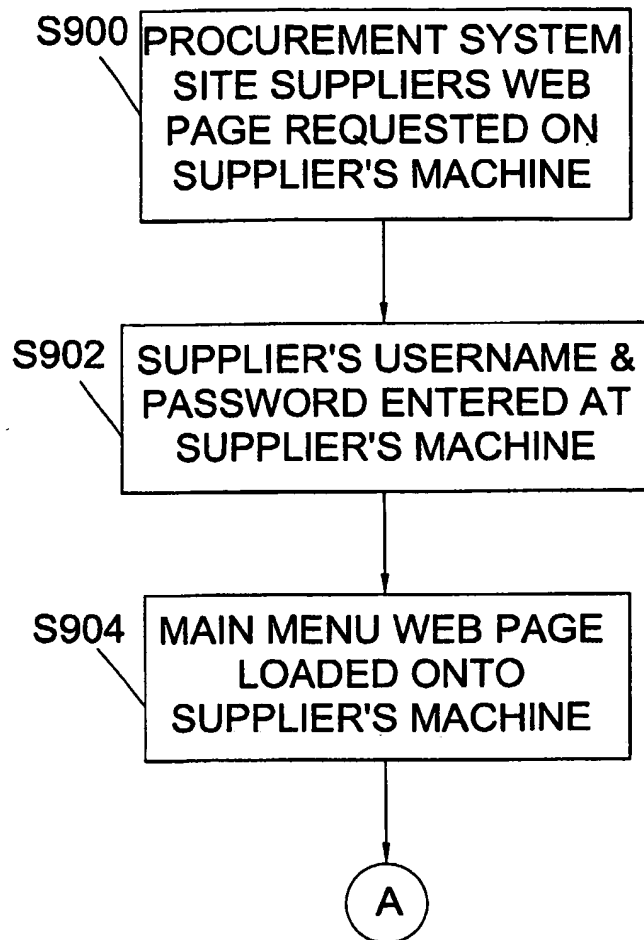 S900
PROCUREMENT SYSTEM
SITE SUPPLIERS WEB
PAGE REQUESTED ON
SUPPLIER'S MACHINE
S902
SUPPLIER'S USERNAME &
PASSWORD ENTERED AT
SUPPLIER'S MACHINE
S904
MAIN MENU WEB PAGE
LOADED ONTO
SUPPLIER'S MACHINE
A